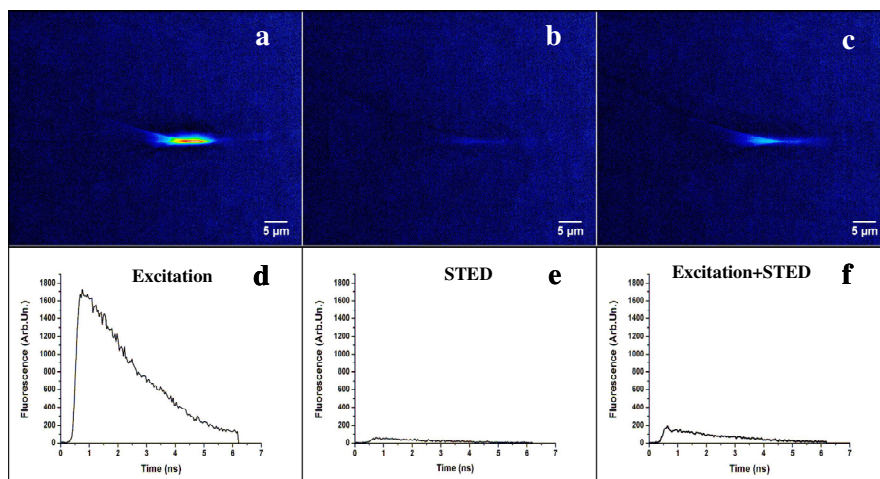 a
b
c
5 µm
5 µm
5 µm
Excitation
d
STED
e
Excitation+STED
f
Fluorescence (Arb.Un.)
1800
1600
1400
1200
1000
800
600
400
200
0
0 1 2 3 4 5 6 7
Time (ns)
Fluorescence (Arb.Un.)
1800
1600
1400
1200
1000
800
600
400
200
0
0 1 2 3 4 5 6 7
Time (ns)
Fluorescence (Arb.Un.)
1800
1600
1400
1200
1000
800
600
400
200
0
0 1 2 3 4 5 6 7
Time (ns)